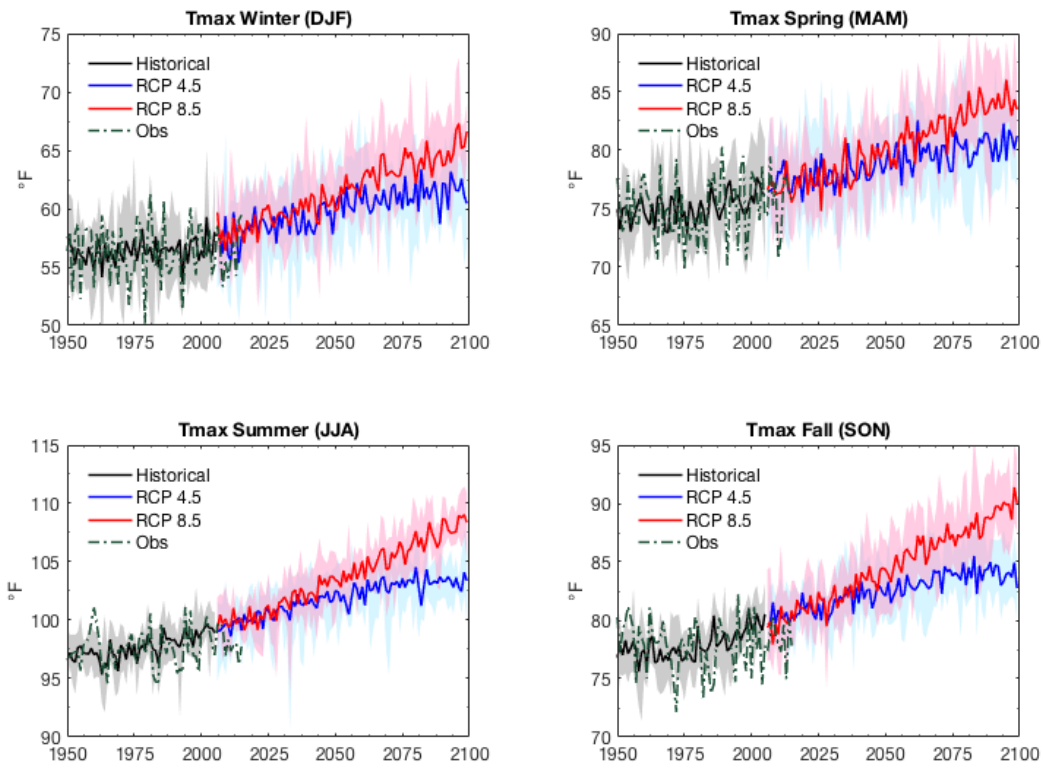 Tmax Winter (DJF)
75
70
65
60
55
50
°F
Historical
RCP 4.5
RCP 8.5
Obs
1950 1975 2000 2025 2050 2075 2100
Tmax Spring (MAM)
90
85
80
75
70
65
°F
Historical
RCP 4.5
RCP 8.5
Obs
1950 1975 2000 2025 2050 2075 2100
Tmax Summer (JJA)
115
110
105
100
95
90
°F
Historical
RCP 4.5
RCP 8.5
Obs
1950 1975 2000 2025 2050 2075 2100
Tmax Fall (SON)
95
90
85
80
75
70
°F
Historical
RCP 4.5
RCP 8.5
Obs
1950 1975 2000 2025 2050 2075 2100